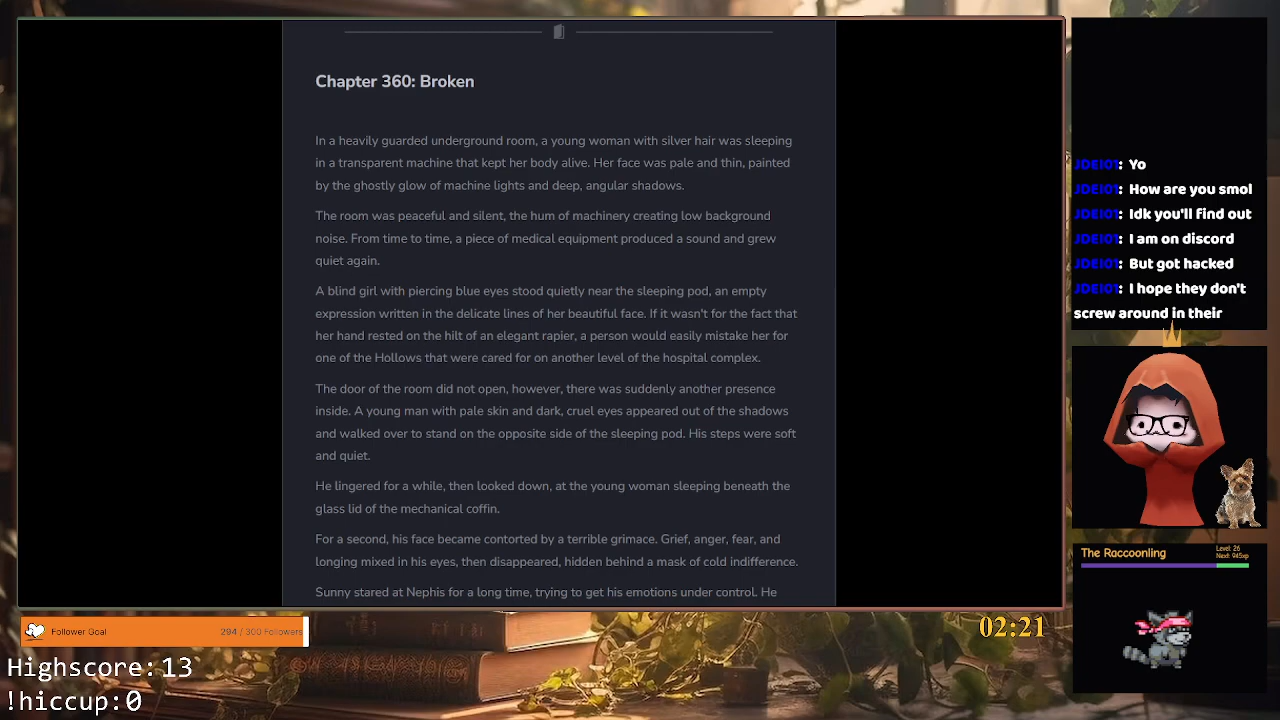 Chapter 360: Broken
In a heavily guarded underground room, a young woman with silver hair was sleeping
in a transparent machine that kept her body alive. Her face was pale and thin, painted
by the ghostly glow of machine lights and deep, angular shadows.
The room was peaceful and silent, the hum of machinery creating low background
noise. From time to time, a piece of medical equipment produced a sound and grew
quiet again.
A blind girl with piercing blue eyes stood quietly near the sleeping pod, an empty
expression written in the delicate lines of her beautiful face. If it wasn't for the fact that
her hand rested on the hilt of an elegant rapier, a person would easily mistake her for
one of the Hollows that were cared for on another level of the hospital complex.
The door of the room did not open, however, there was suddenly another presence
inside. A young man with pale skin and dark, cruel eyes appeared out of the shadows
and walked over to stand on the opposite side of the sleeping pod. His steps were soft
and quiet.
He lingered for a while, then looked down, at the young woman sleeping beneath the
glass lid of the mechanical coffin.
For a second, his face became contorted by a terrible grimace. Grief, anger, fear, and
longing mixed in his eyes, then disappeared, hidden behind a mask of cold indifference.
Sunny stared at Nephis for a long time, trying to get his emotions under control. He
JDEI01: Yo
JDEI01: How are you smol
JDEI01: Idk you'll find out
JDEI01: I am on discord
JDEI01: But got hacked
JDEI01: I hope they don't
screw around in their
The Raccoonling
Level: 26
Next: 945xp
Follower Goal
294 / 300 Followers
02:21
Highscore:13
!hiccup:0